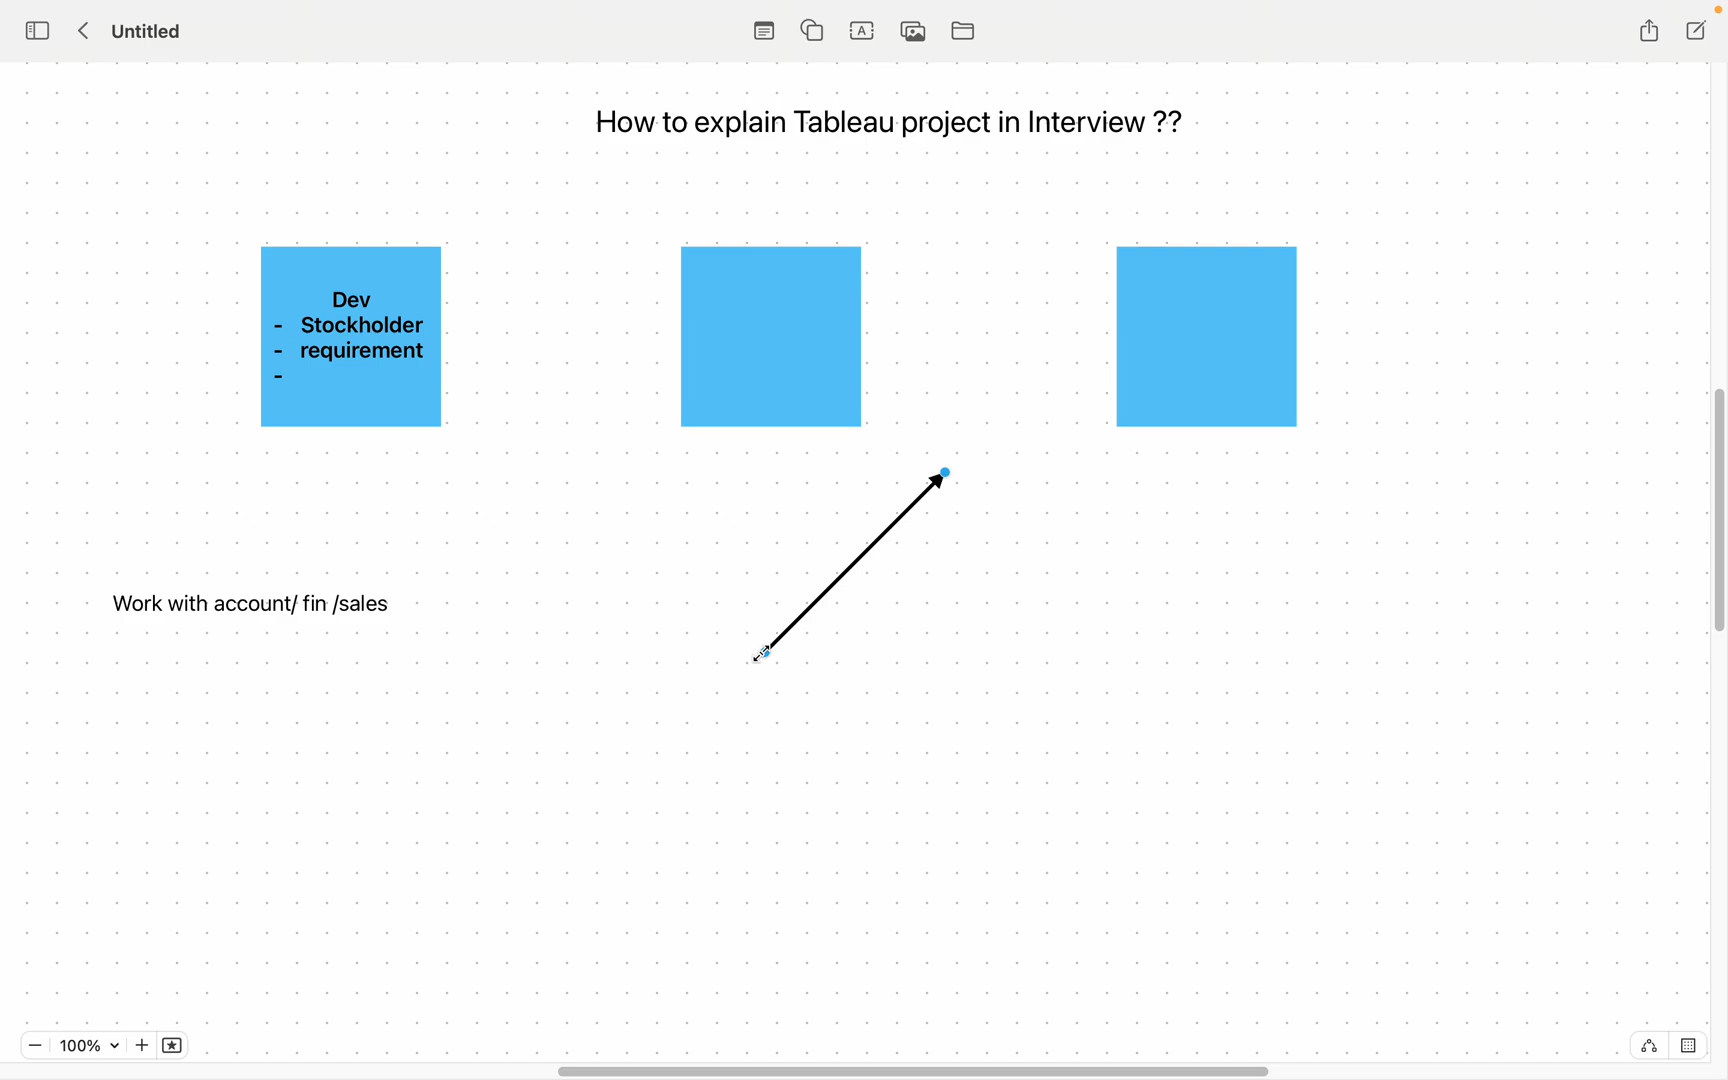 Untitled
How to explain Tableau project in Interview ??
Dev
- Stockholder
- requirement
-
Work with account/ fin /sales
100%